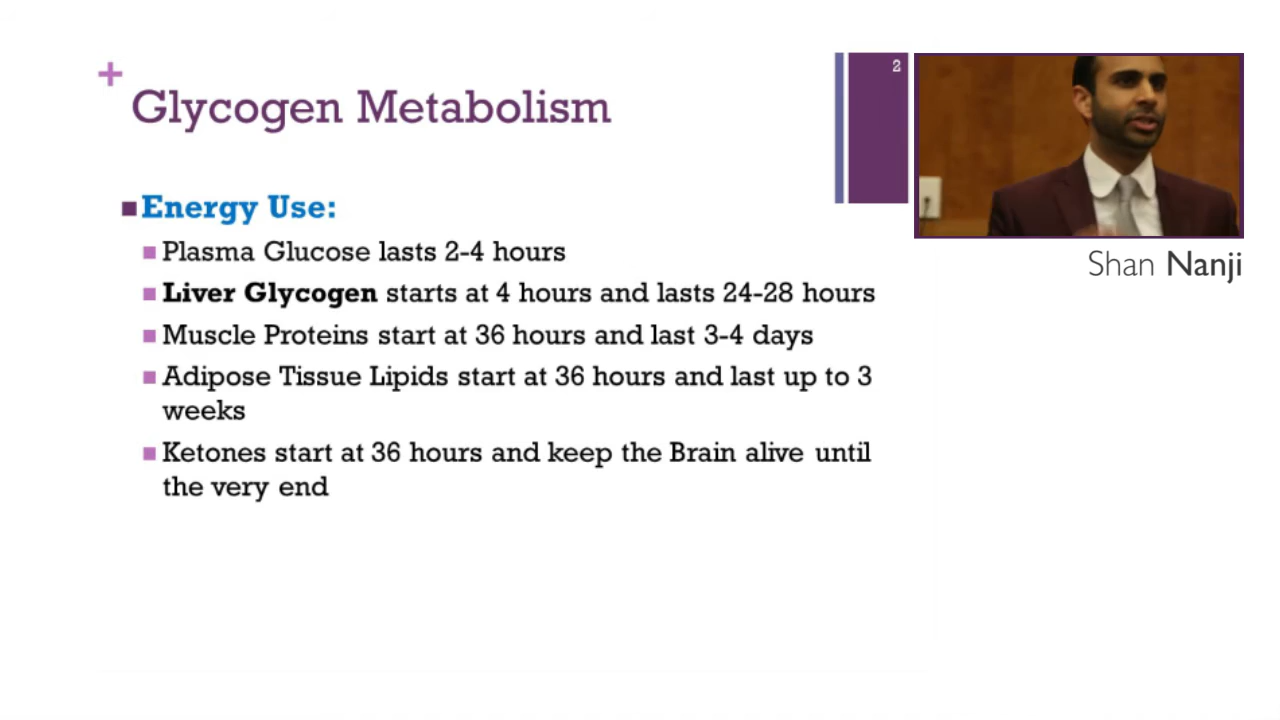 +
Glycogen Metabolism
2
Energy Use:
Plasma Glucose lasts 2-4 hours
Liver Glycogen starts at 4 hours and lasts 24-28 hours
Muscle Proteins start at 36 hours and last 3-4 days
Adipose Tissue Lipids start at 36 hours and last up to 3
weeks
Ketones start at 36 hours and keep the Brain alive until
the very end
Shan Nanji